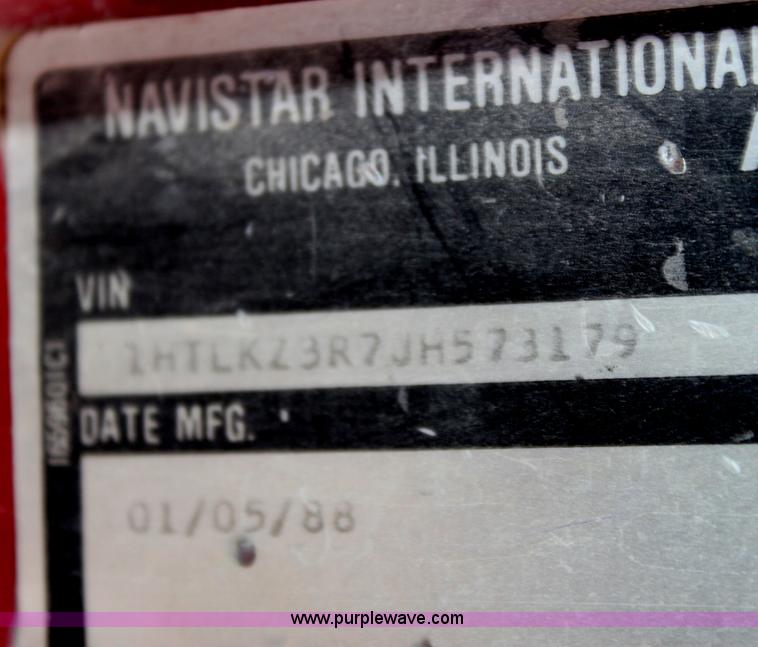 NAVISTAR INTERNATIONAL
CHICAGO, ILLINOIS
VIN
1HTLKZ3R7JH573179
DATE MFG.
01/05/88
www.purplewave.com